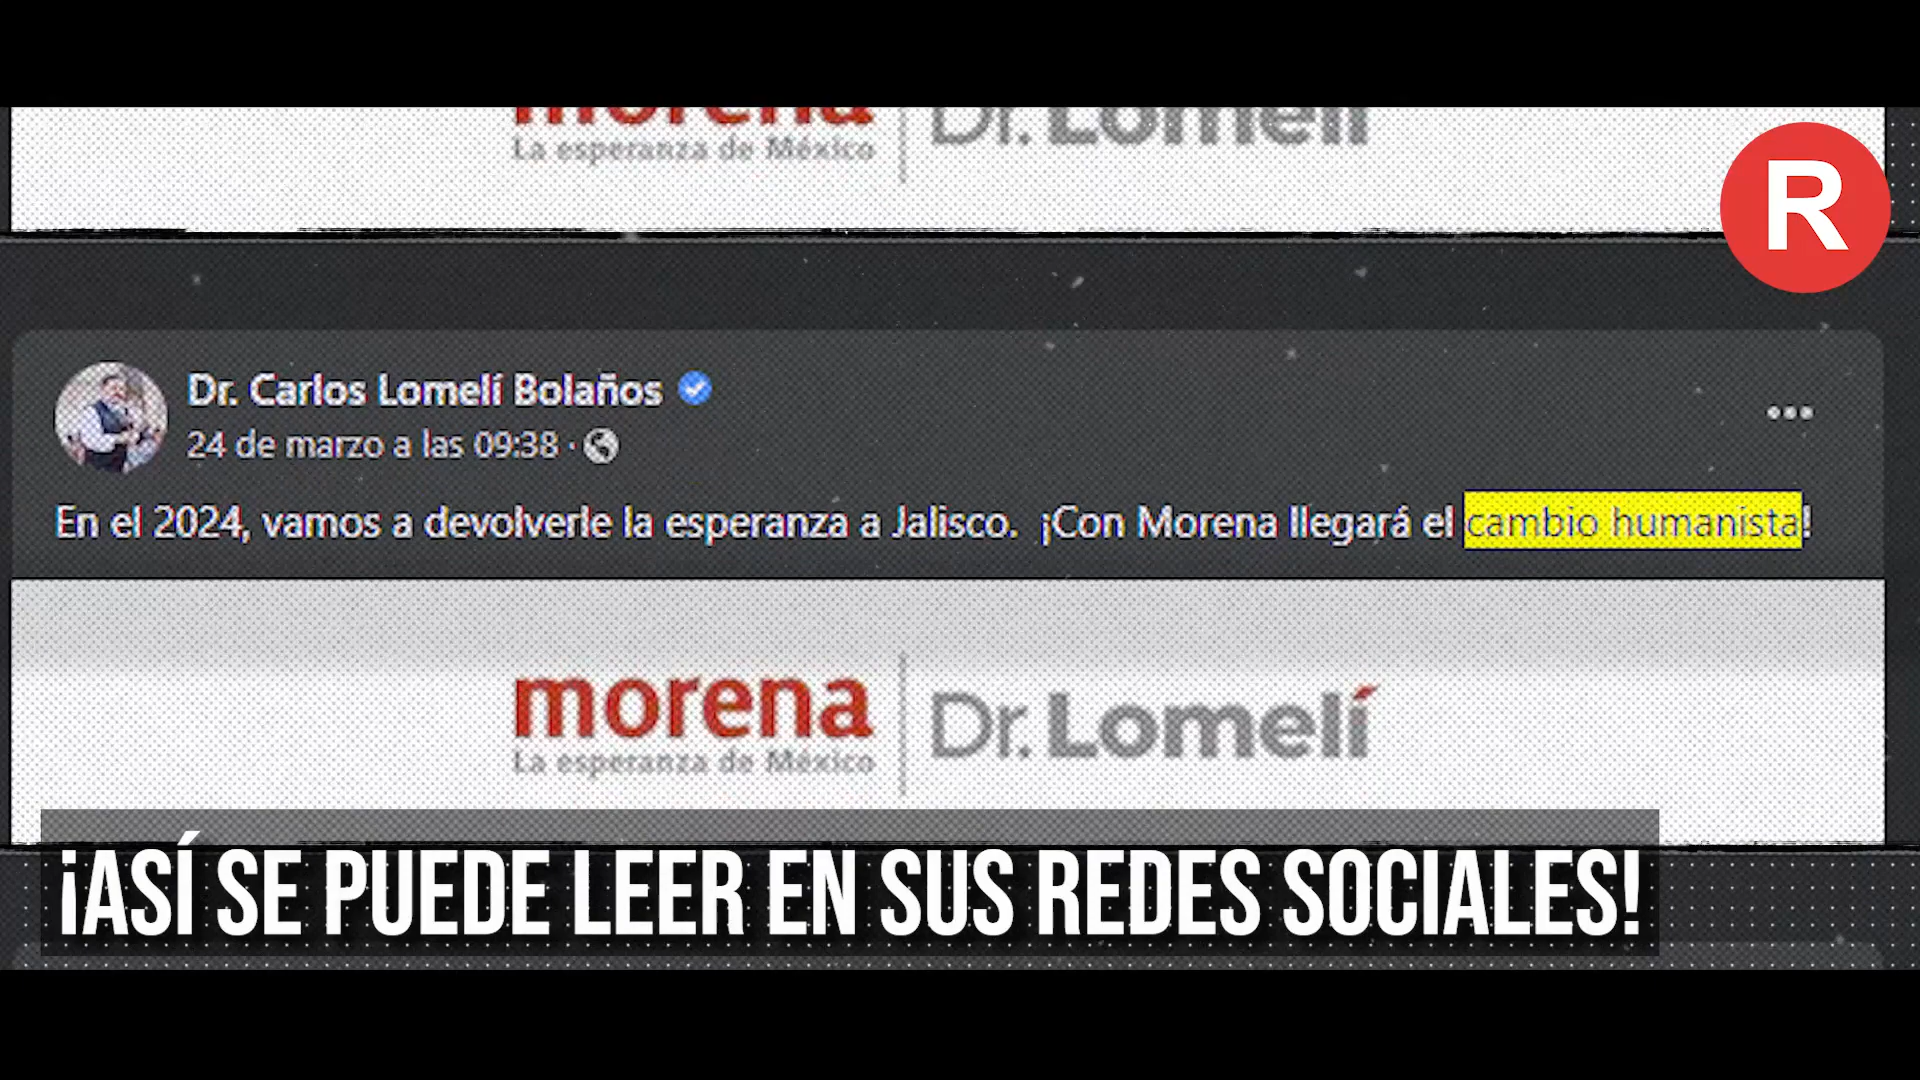 morena
Dr. Lomelí
La esperanza de México
R
Dr. Carlos Lomelí Bolaños
24 de marzo a las 09:38 ·
En el 2024, vamos a devolverle la esperanza a Jalisco. ¡Con Morena llegará el cambio humanista!
morena
Dr. Lomelí
La esperanza de México
¡ASÍ SE PUEDE LEER EN SUS REDES SOCIALES!